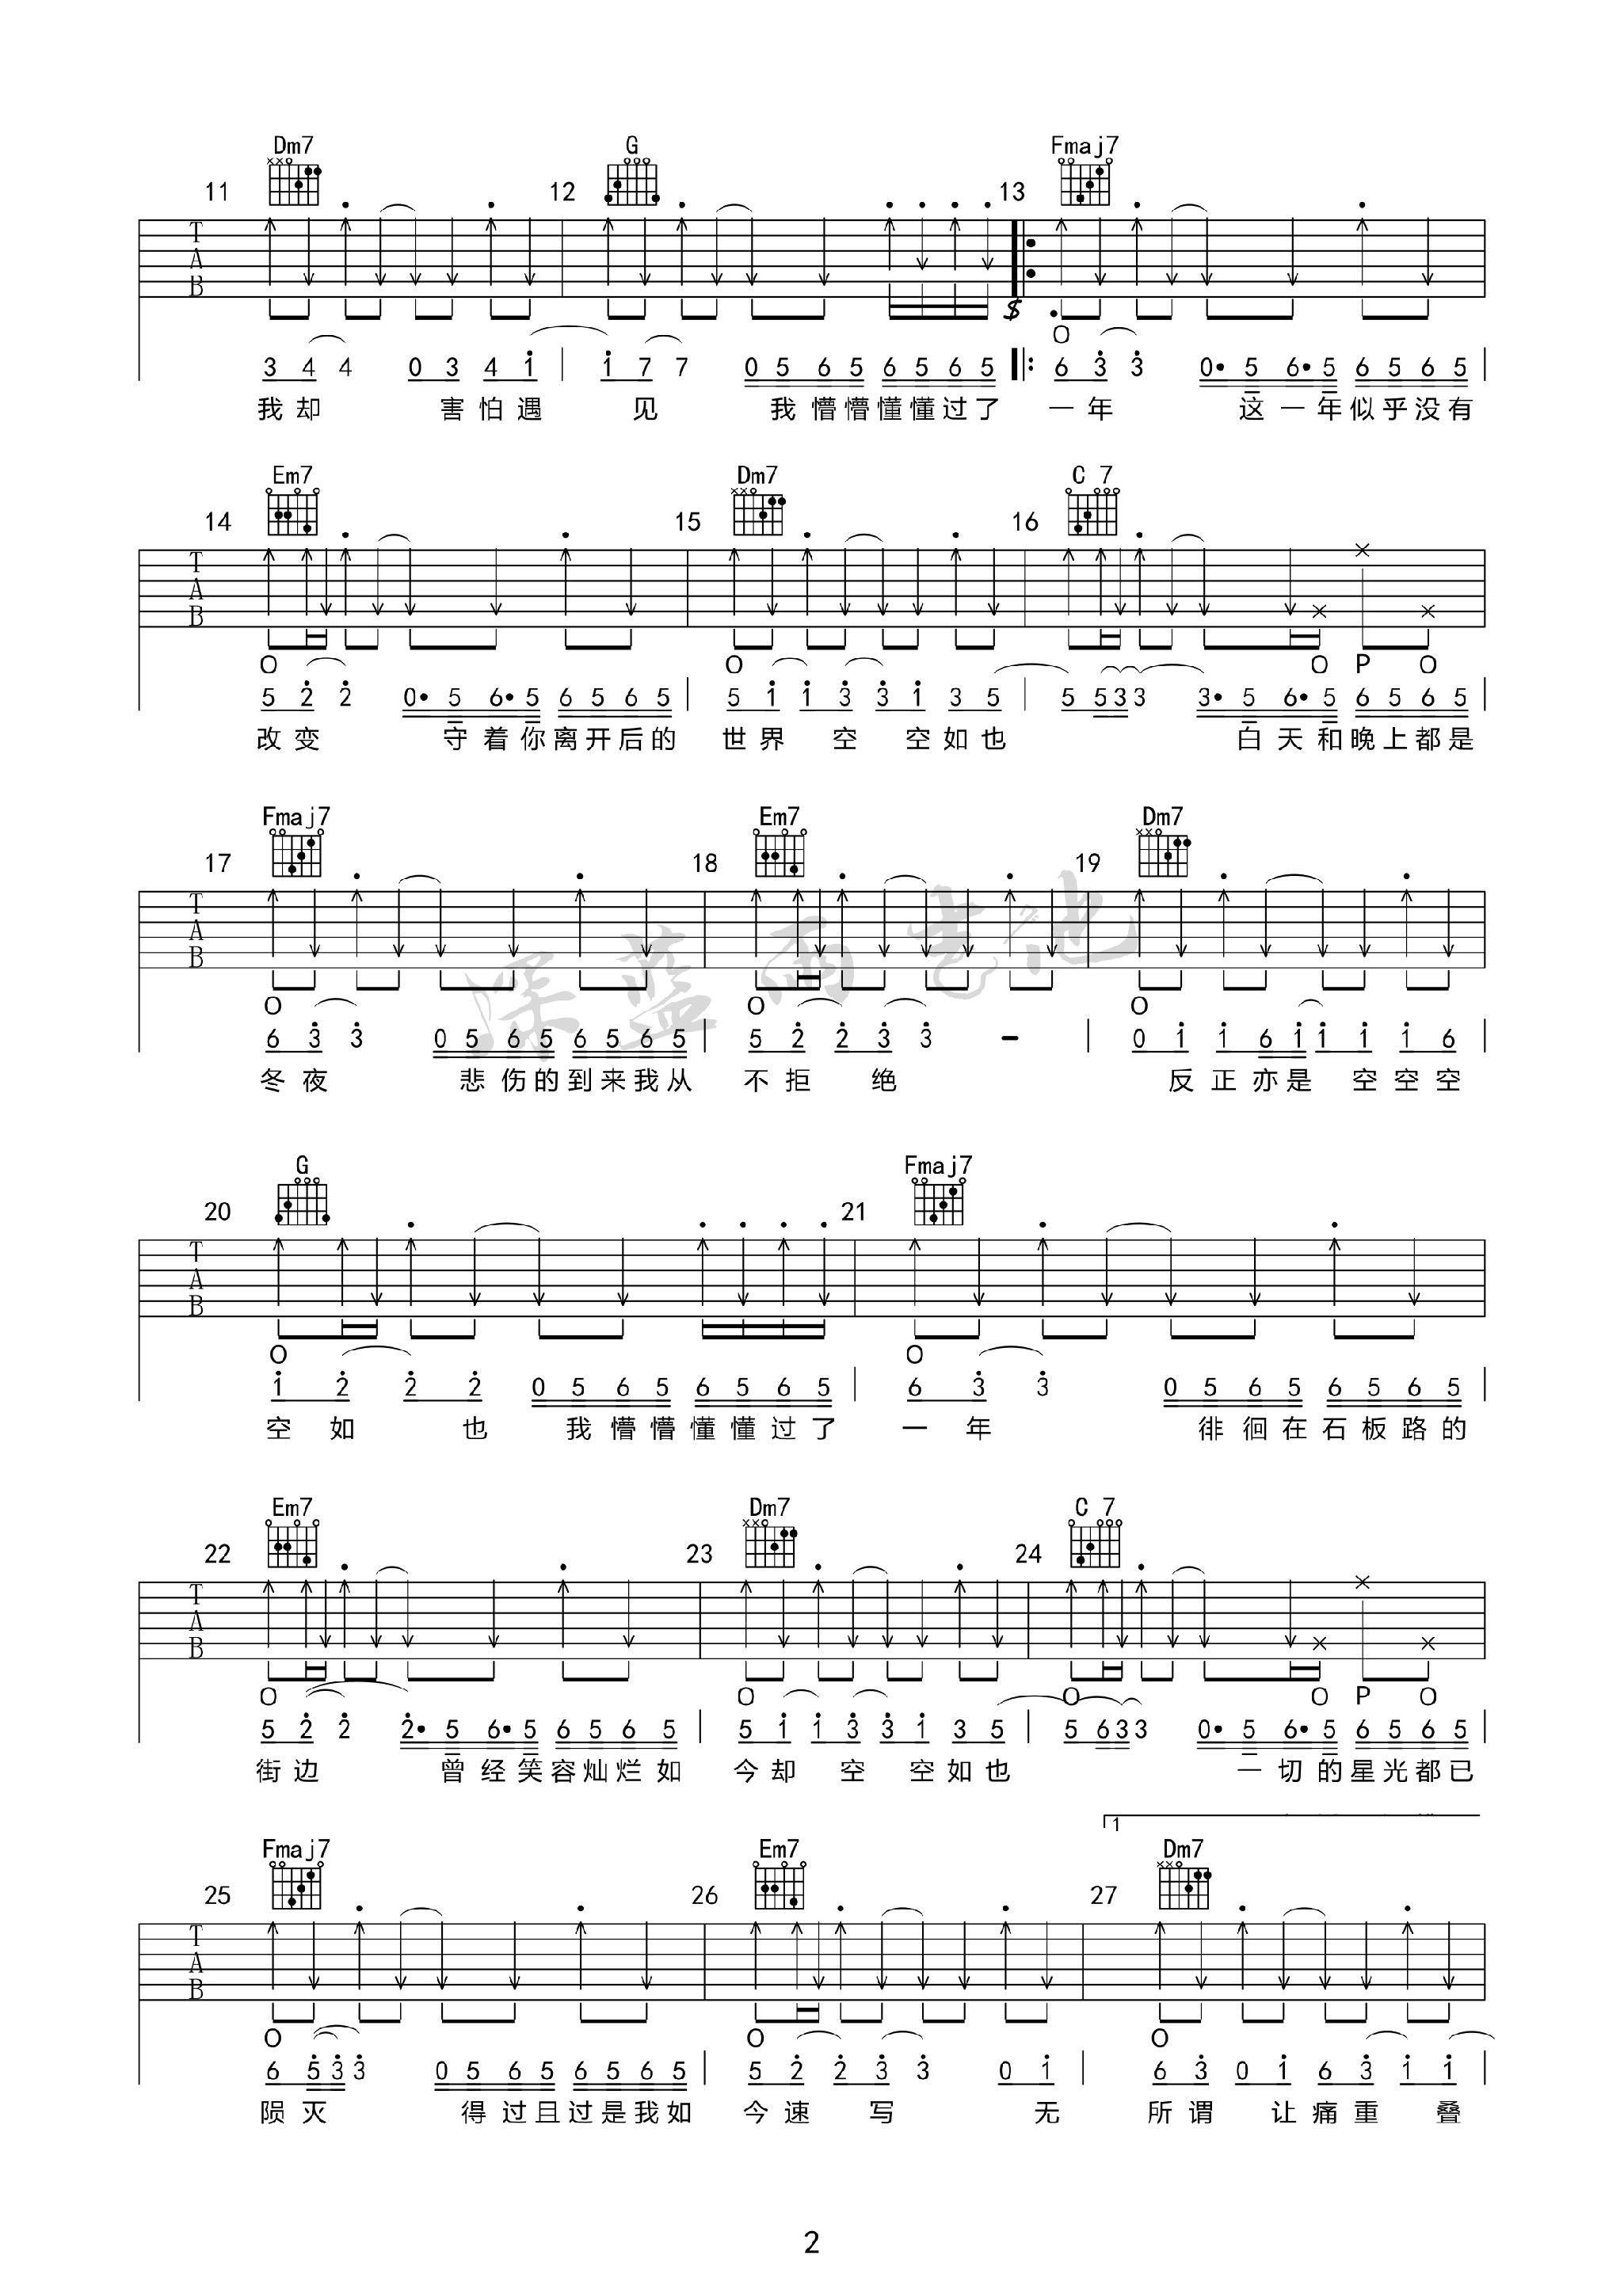 Dm7 G Fmaj7
11 12 13
T
A
B
O
3 4 4 0 3 4 1 | 1 7 7 0 5 6 5 6 5 6 5 6 3 3 0· 5 6· 5 6 5 6 5 |
我却 害怕遇 见 我懵懵懂懂过了 一年 这一年似乎没有
Em7 Dm7 C 7
14 15 16
T
A
B
O O O P O
5 2 2 0· 5 6· 5 6 5 6 5 | 5 1 1 3 3 1 3 5 | 5 5 3 3 3· 5 6· 5 6 5 6 5 |
改变 守着你离开后的 世界 空 空如也 白天和晚上都是
Fmaj7 Em7 Dm7
17 18 19
T
A
B
深蓝雨吉他
O O O
6 3 3 0 5 6 5 6 5 6 5 | 5 2 2 3 3 - | 0 1 1 6 1 1 1 1 6 |
冬夜 悲伤的到来我从 不拒 绝 反正亦是 空空空
G Fmaj7
20 21
T
A
B
O O
1 2 2 2 0 5 6 5 6 5 6 5 | 6 3 3 0 5 6 5 6 5 6 5 |
空如 也 我懵懵懂懂过了 一年 徘徊在石板路的
Em7 Dm7 C 7
22 23 24
T
A
B
O O O O P O
5 2 2 2· 5 6· 5 6 5 6 5 | 5 1 1 3 3 1 3 5 | 5 6 3 3 0· 5 6· 5 6 5 6 5 |
街边 曾经笑容灿烂如 今却 空 空如也 一切的星光都已
1
Fmaj7 Em7 Dm7
25 26 27
T
A
B
O O O
6 5 3 3 0 5 6 5 6 5 6 5 | 5 2 2 3 3 0 1 | 6 3 0 1 6 3 1 1 |
陨灭 得过且过是我如 今速 写 无 所谓 让痛重 叠
2